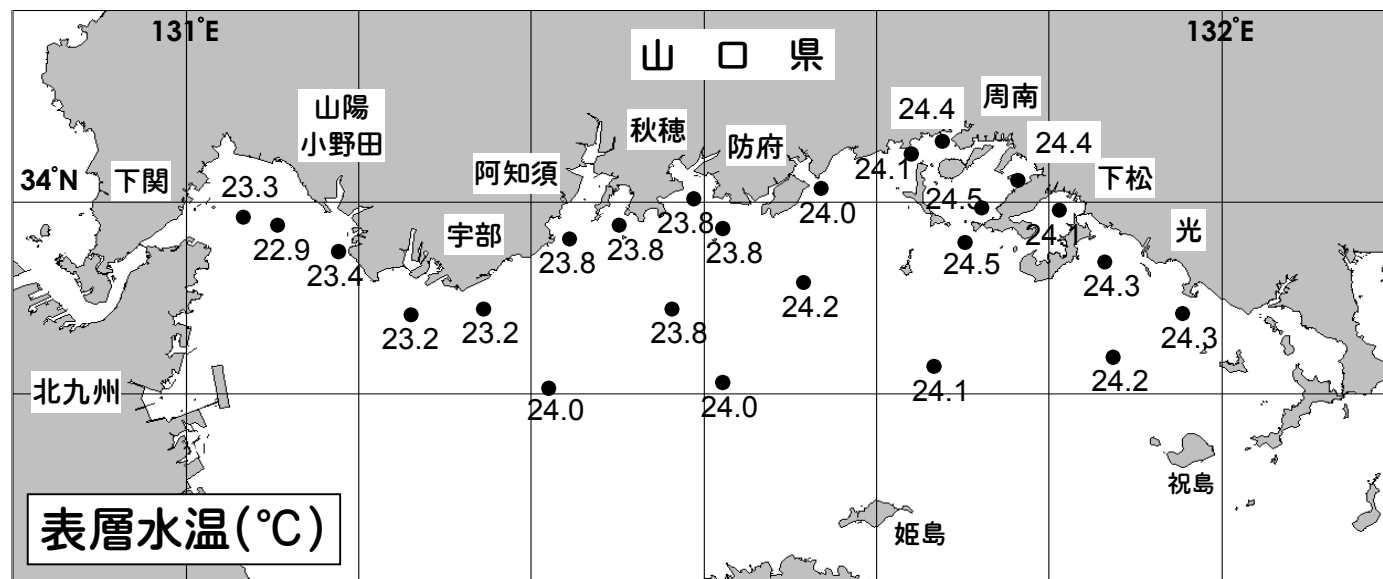 131°E
132°E
山口県
山陽
小野田
秋穂
防府
24.4
周南
24.4
34°N
下関
阿知須
24.1
下松
23.3
24.5
24.0
宇部
23.8
24.1
光
22.9
23.8
23.8
23.8
23.4
24.5
24.3
24.2
23.2
23.2
23.8
24.3
24.2
北九州
24.0
24.0
24.1
祝島
表層水温(℃)
姫島